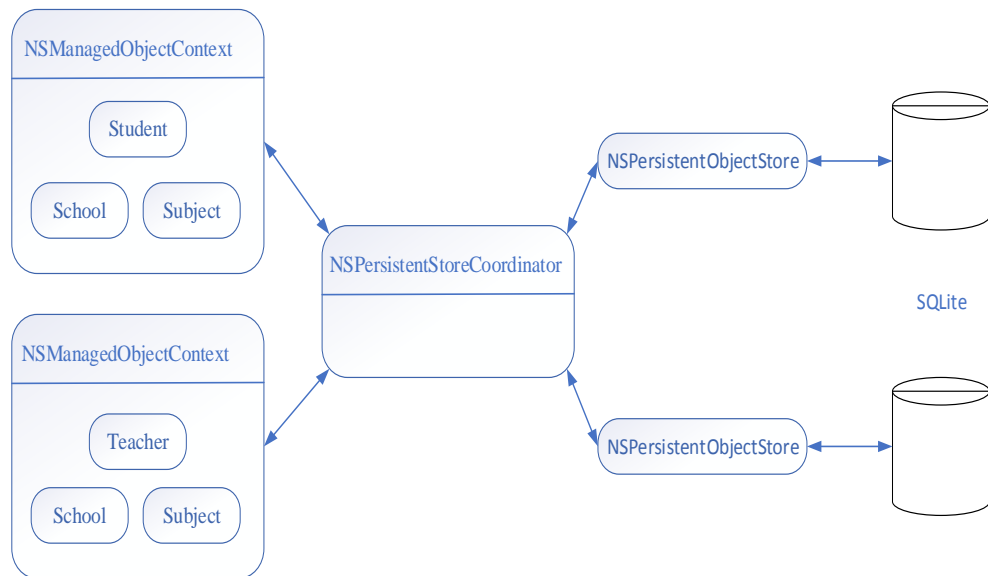 NSManagedObjectContext
Student
School
Subject
NSManagedObjectContext
Teacher
School
Subject
NSPersistentStoreCoordinator
NSPersistentObjectStore
NSPersistentObjectStore
SQLite